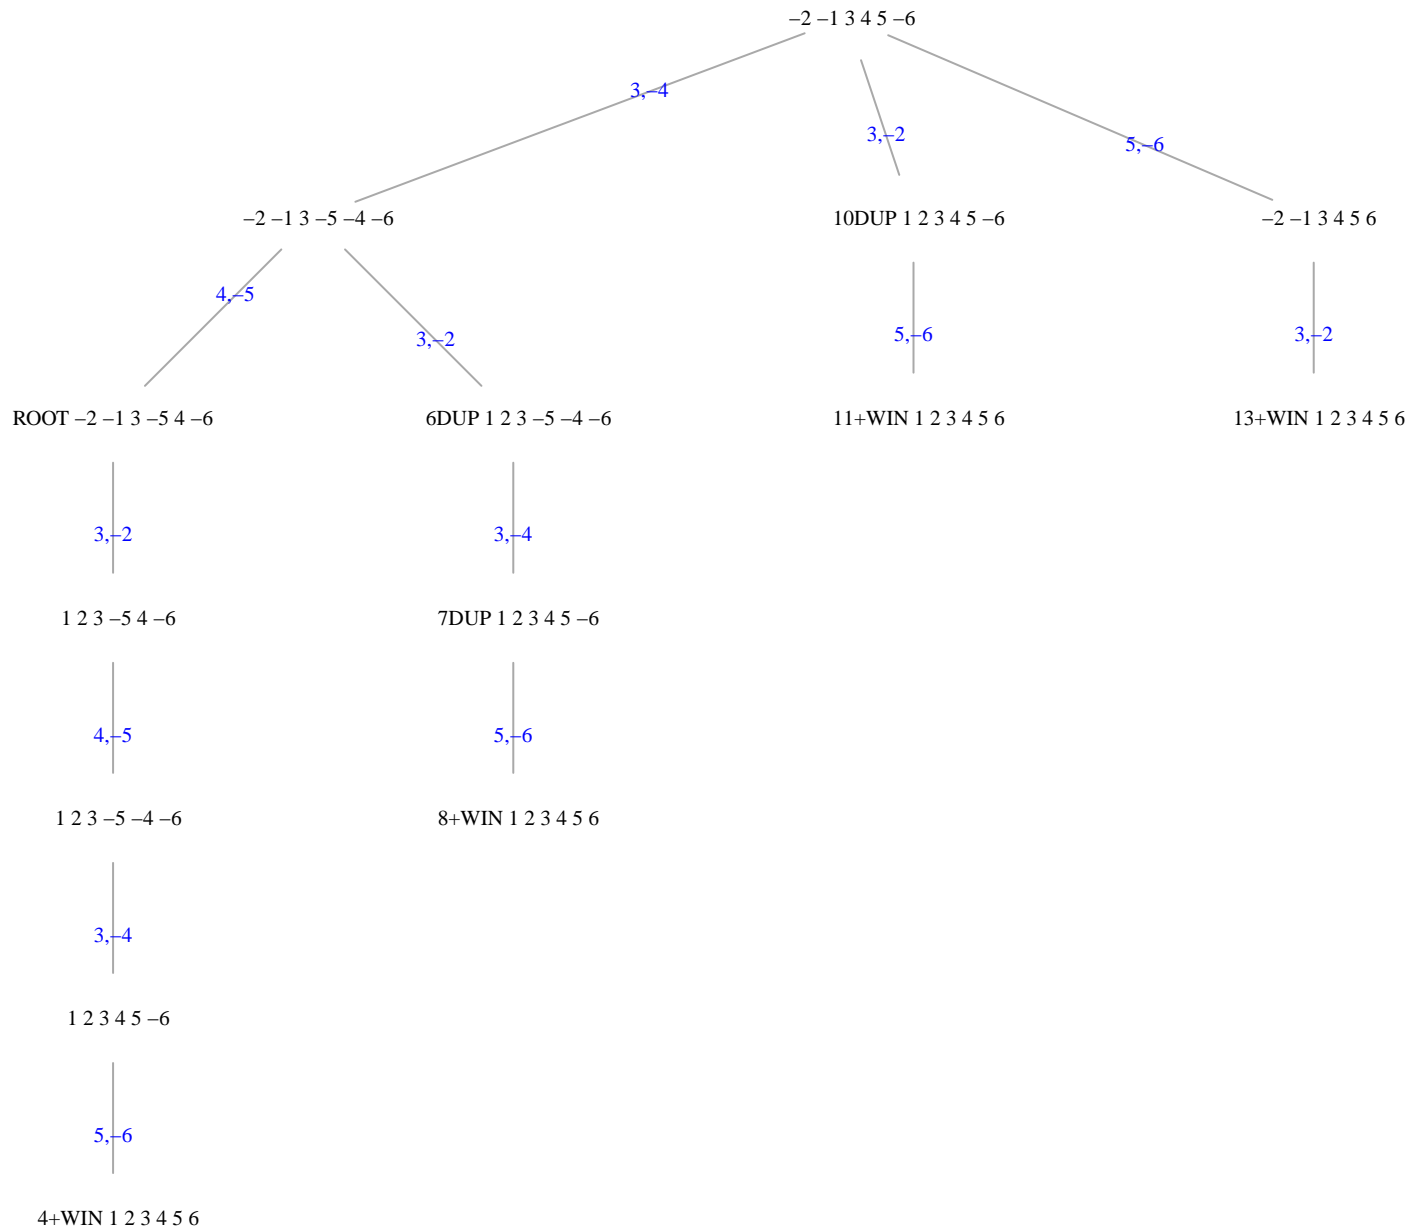 –2 –1 3 4 5 –6
3,–4
3,–2
5,–6
–2 –1 3 –5 –4 –6
10DUP 1 2 3 4 5 –6
–2 –1 3 4 5 6
4,–5
3,–2
5,–6
3,–2
ROOT –2 –1 3 –5 4 –6
6DUP 1 2 3 –5 –4 –6
11+WIN 1 2 3 4 5 6
13+WIN 1 2 3 4 5 6
3,–2
3,–4
1 2 3 –5 4 –6
7DUP 1 2 3 4 5 –6
4,–5
5,–6
1 2 3 –5 –4 –6
8+WIN 1 2 3 4 5 6
3,–4
1 2 3 4 5 –6
5,–6
4+WIN 1 2 3 4 5 6